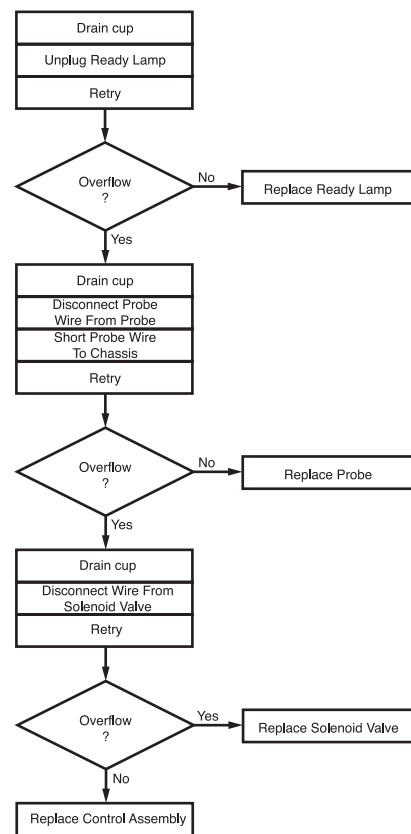 Drain cup
Unplug Ready Lamp
Retry
Overflow
?
No
Replace Ready Lamp
Yes
Drain cup
Disconnect Probe
Wire From Probe
Short Probe Wire
To Chassis
Retry
Overflow
?
No
Replace Probe
Yes
Drain cup
Disconnect Wire From
Solenoid Valve
Retry
Overflow
?
Yes
Replace Solenoid Valve
No
Replace Control Assembly